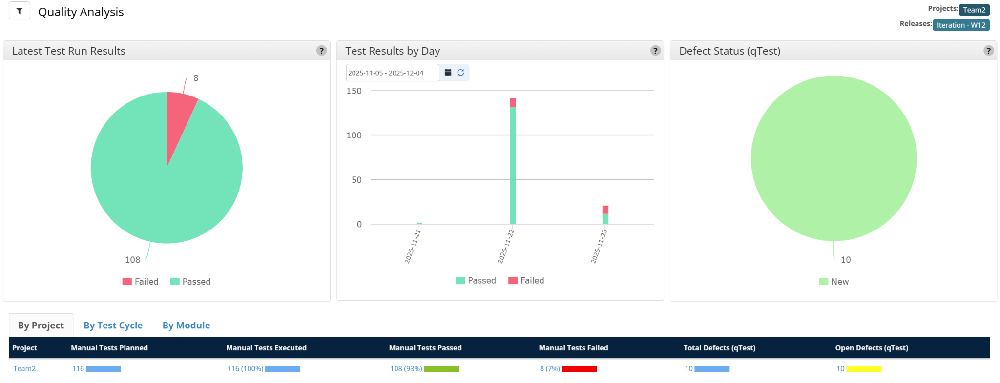 Quality Analysis
Projects: Team2
Releases: Iteration - W12
Latest Test Run Results ?
8
108
Failed Passed
Test Results by Day ?
2025-11-05 - 2025-12-04
150
100
50
0
2025-11-21
2025-11-22
2025-11-23
Passed Failed
Defect Status (qTest) ?
10
New
By Project By Test Cycle By Module
Project Manual Tests Planned Manual Tests Executed Manual Tests Passed Manual Tests Failed Total Defects (qTest) Open Defects (qTest)
Team2 116 116 (100%) 108 (93%) 8 (7%) 10 10